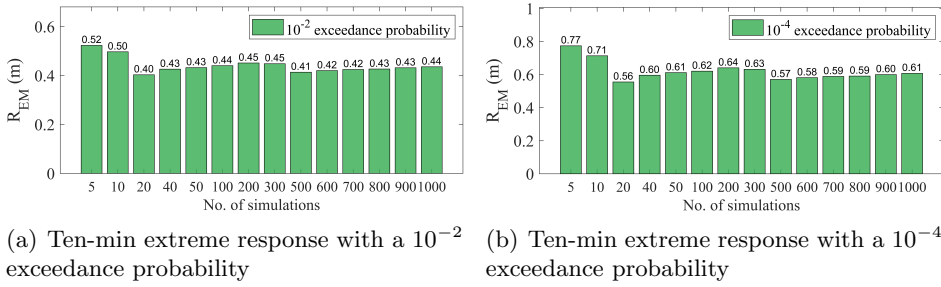 0.6
0.4
0.2
0
R_EM (m)
10^-2 exceedance probability
0.52 0.50 0.40 0.43 0.43 0.44 0.45 0.45 0.41 0.42 0.42 0.43 0.43 0.44
5 10 20 40 50 100 200 300 500 600 700 800 900 1000
No. of simulations
(a) Ten-min extreme response with a 10^-2
exceedance probability
1
0.8
0.6
0.4
0.2
0
R_EM (m)
10^-4 exceedance probability
0.77 0.71 0.56 0.60 0.61 0.62 0.64 0.63 0.57 0.58 0.59 0.59 0.60 0.61
5 10 20 40 50 100 200 300 500 600 700 800 900 1000
No. of simulations
(b) Ten-min extreme response with a 10^-4
exceedance probability